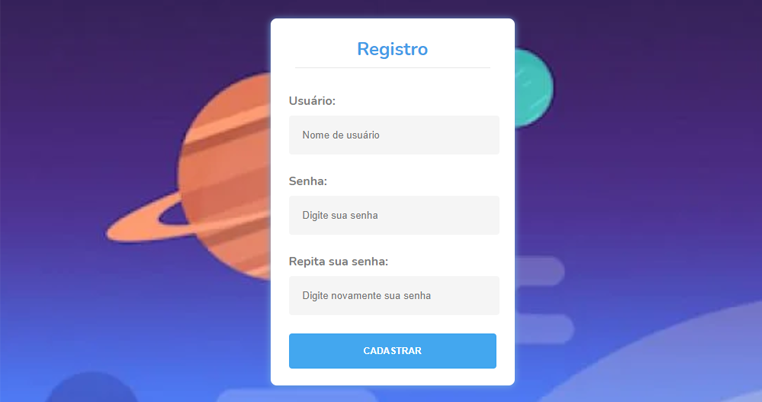 Registro
Usuário:
Nome de usuário
Senha:
Digite sua senha
Repita sua senha:
Digite novamente sua senha
CADASTRAR